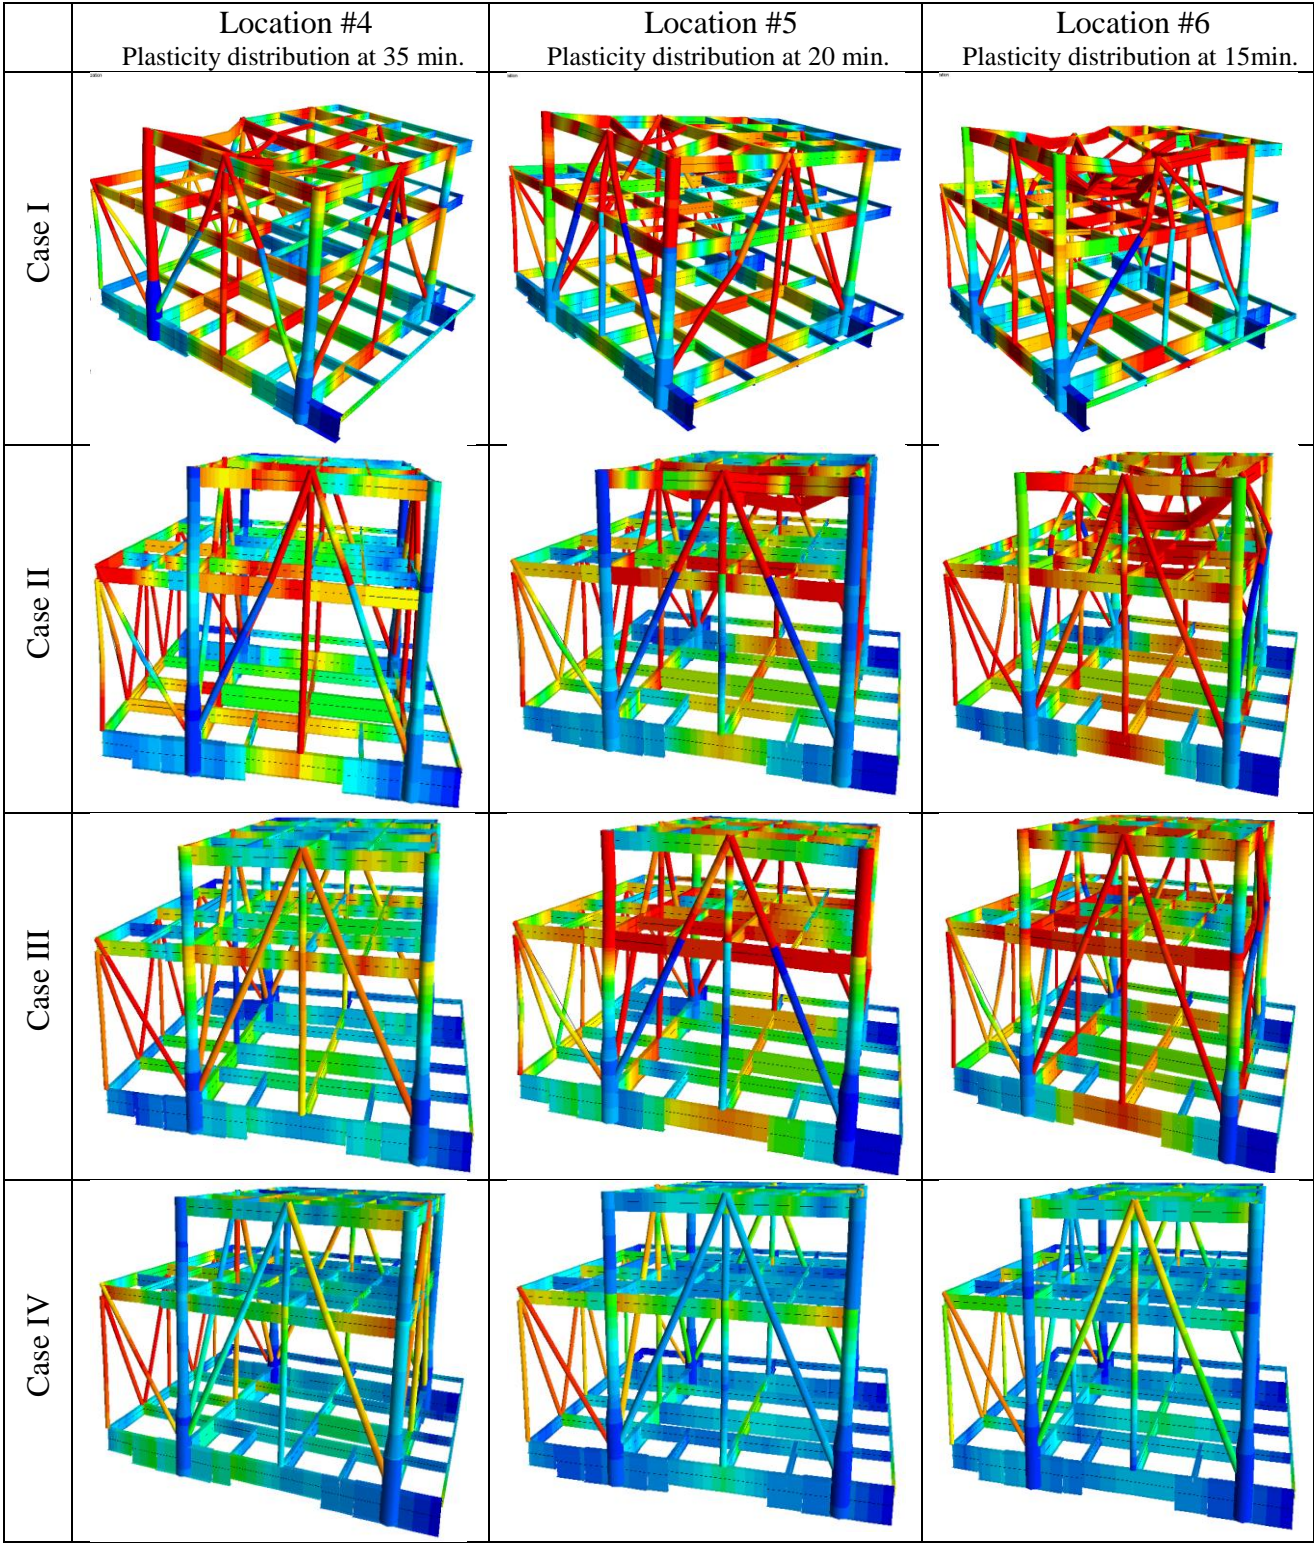 Location #4
Plasticity distribution at 35 min.
Location #5
Plasticity distribution at 20 min.
Location #6
Plasticity distribution at 15min.
Case I
Case II
Case III
Case IV